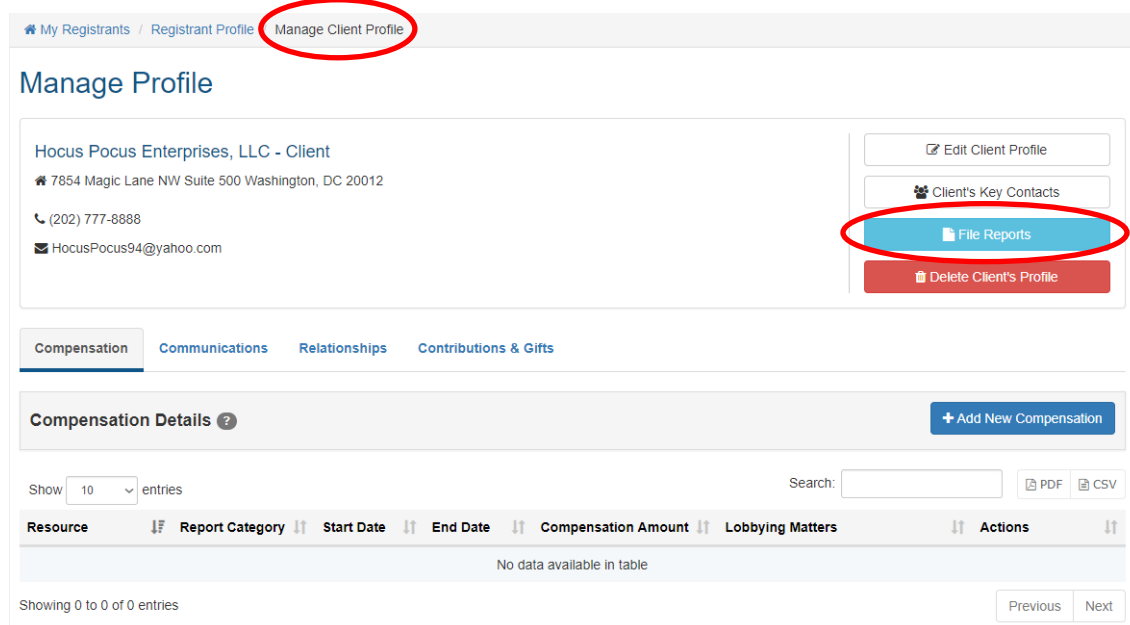 My Registrants / Registrant Profile Manage Client Profile
Manage Profile
Hocus Pocus Enterprises, LLC - Client
7854 Magic Lane NW Suite 500 Washington, DC 20012
(202) 777-8888
HocusPocus94@yahoo.com
Edit Client Profile
Client's Key Contacts
File Reports
Delete Client's Profile
Compensation Communications Relationships Contributions & Gifts
Compensation Details ?
+ Add New Compensation
Show 10 entries
Search:
PDF CSV
Resource Report Category Start Date End Date Compensation Amount Lobbying Matters Actions
No data available in table
Showing 0 to 0 of 0 entries
Previous Next